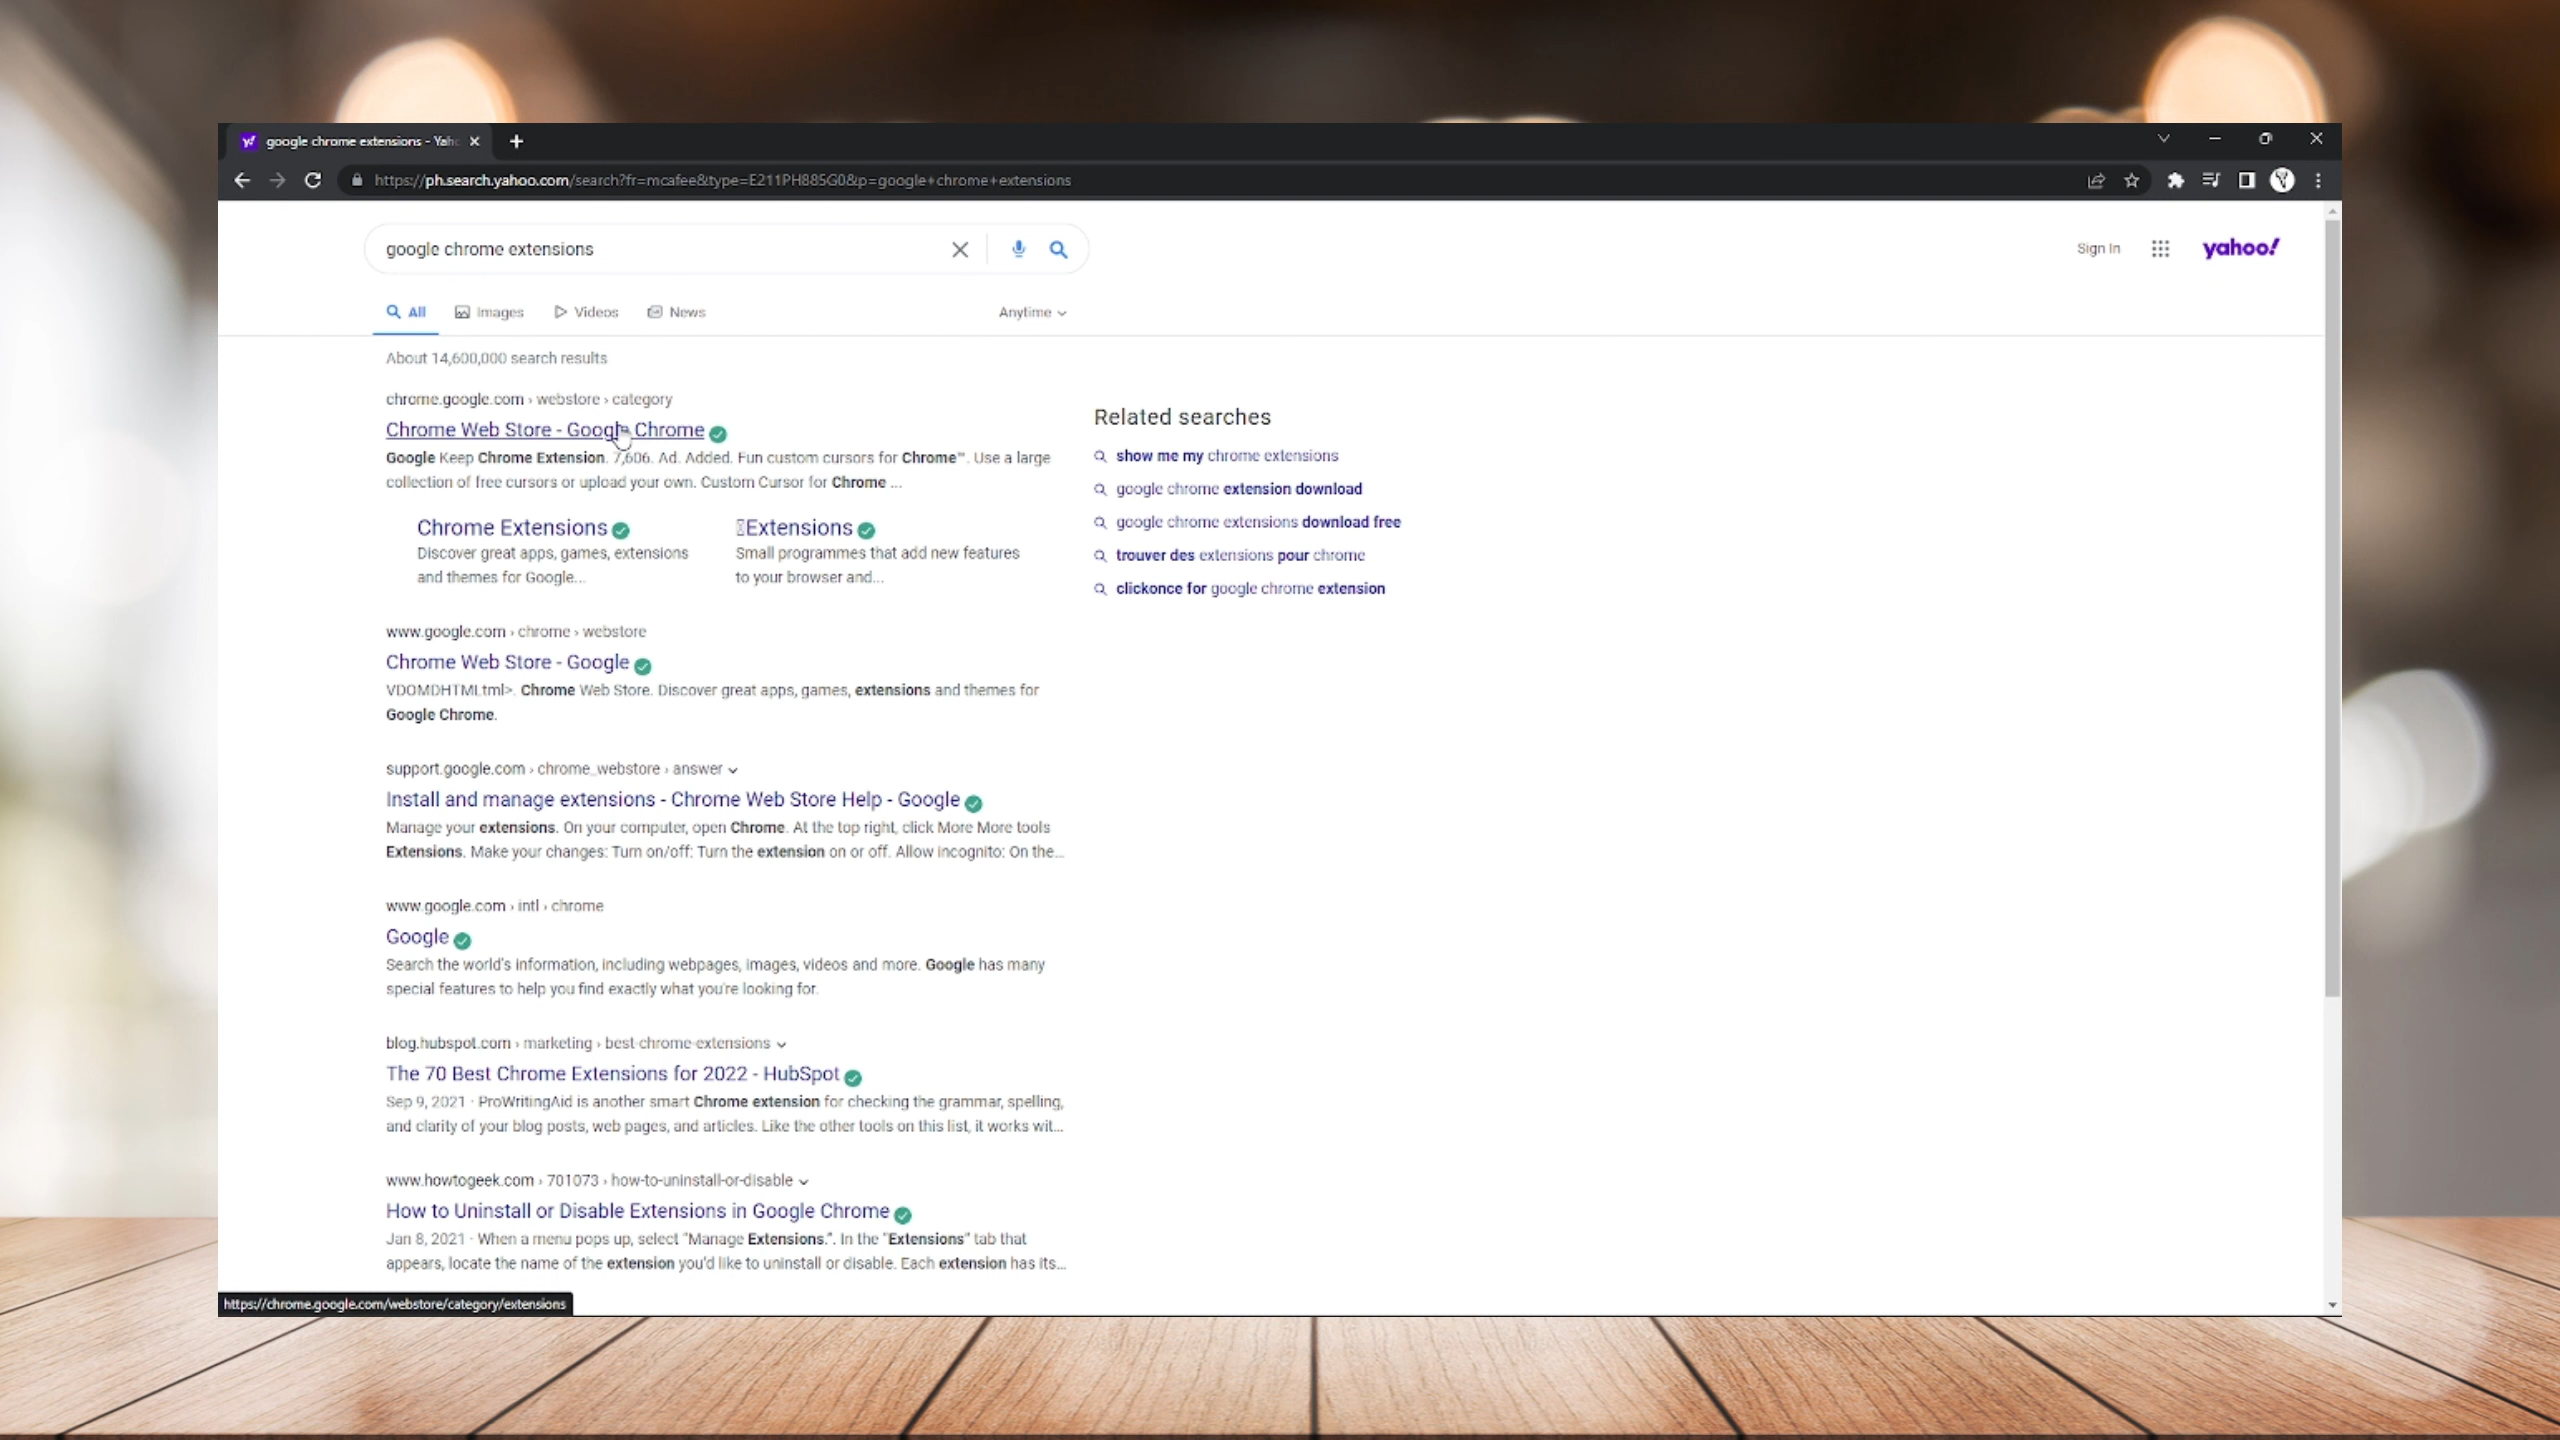 google chrome extensions - Yah
https://ph.search.yahoo.com/search?fr=mcafee&type=E211PH885G0&p=google+chrome+extensions
google chrome extensions
Sign In
yahoo!
All Images Videos News Anytime
About 14,600,000 search results
chrome.google.com › webstore › category
Chrome Web Store - Google Chrome
Google Keep Chrome Extension. 7,606. Ad. Added. Fun custom cursors for Chrome™. Use a large
collection of free cursors or upload your own. Custom Cursor for Chrome ...
Chrome Extensions
Discover great apps, games, extensions
and themes for Google...
Extensions
Small programmes that add new features
to your browser and...
www.google.com › chrome › webstore
Chrome Web Store - Google
VDOMDHTMLtml>. Chrome Web Store. Discover great apps, games, extensions and themes for
Google Chrome.
support.google.com › chrome_webstore › answer
Install and manage extensions - Chrome Web Store Help - Google
Manage your extensions. On your computer, open Chrome. At the top right, click More More tools
Extensions. Make your changes: Turn on/off: Turn the extension on or off. Allow incognito: On the...
www.google.com › intl › chrome
Google
Search the world's information, including webpages, images, videos and more. Google has many
special features to help you find exactly what you're looking for.
blog.hubspot.com › marketing › best-chrome-extensions
The 70 Best Chrome Extensions for 2022 - HubSpot
Sep 9, 2021 · ProWritingAid is another smart Chrome extension for checking the grammar, spelling,
and clarity of your blog posts, web pages, and articles. Like the other tools on this list, it works wit...
www.howtogeek.com › 701073 › how-to-uninstall-or-disable
How to Uninstall or Disable Extensions in Google Chrome
Jan 8, 2021 · When a menu pops up, select "Manage Extensions.". In the "Extensions" tab that
appears, locate the name of the extension you'd like to uninstall or disable. Each extension has its...
Related searches
show me my chrome extensions
google chrome extension download
google chrome extensions download free
trouver des extensions pour chrome
clickonce for google chrome extension
https://chrome.google.com/webstore/category/extensions